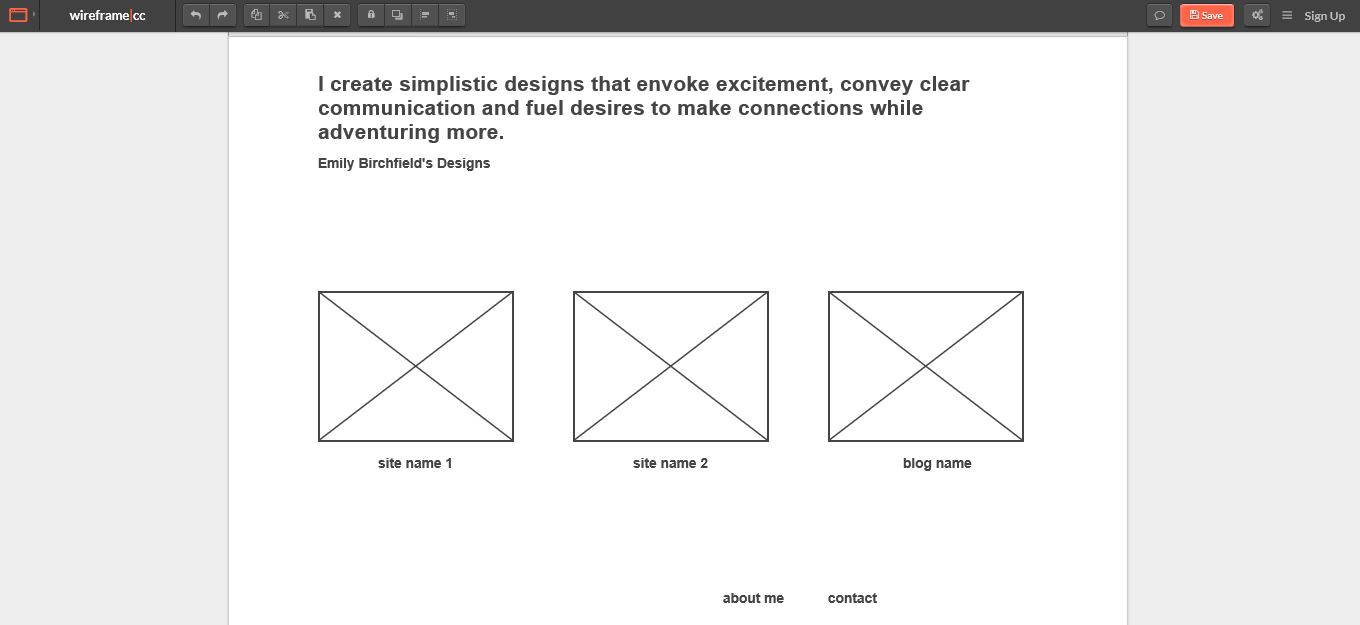 wireframe|cc
Save
Sign Up
I create simplistic designs that envoke excitement, convey clear
communication and fuel desires to make connections while
adventuring more.
Emily Birchfield's Designs
site name 1
site name 2
blog name
about me
contact